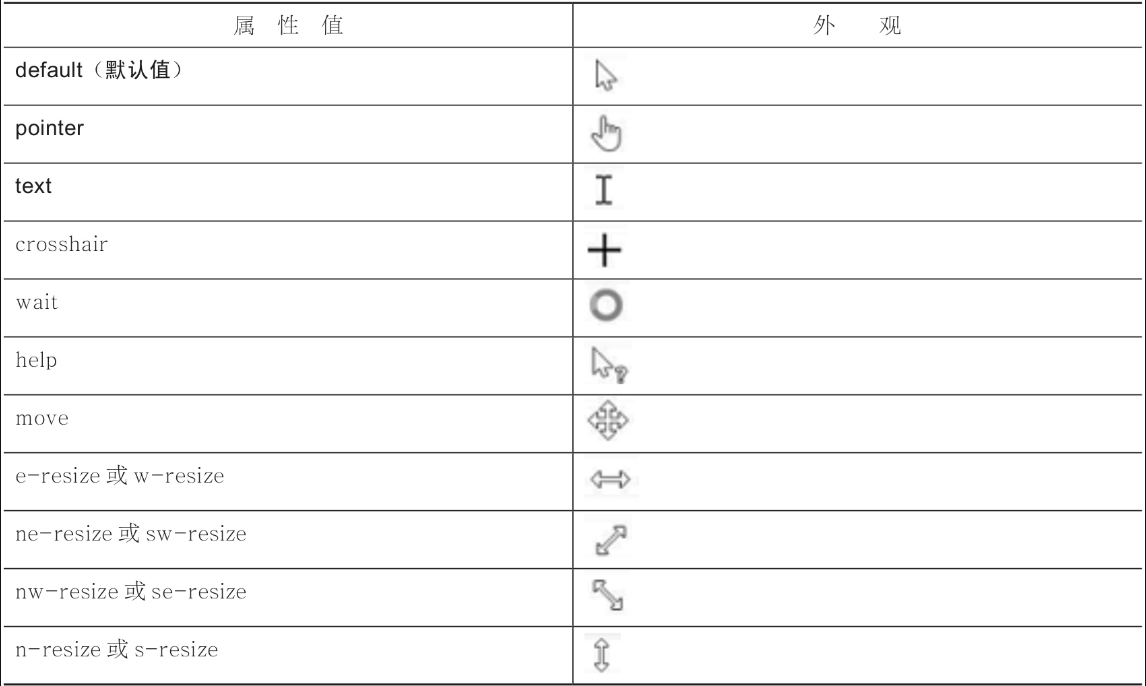 属性值 外观
default（默认值）
pointer
text
crosshair
wait
help
move
e-resize 或 w-resize
ne-resize 或 sw-resize
nw-resize 或 se-resize
n-resize 或 s-resize